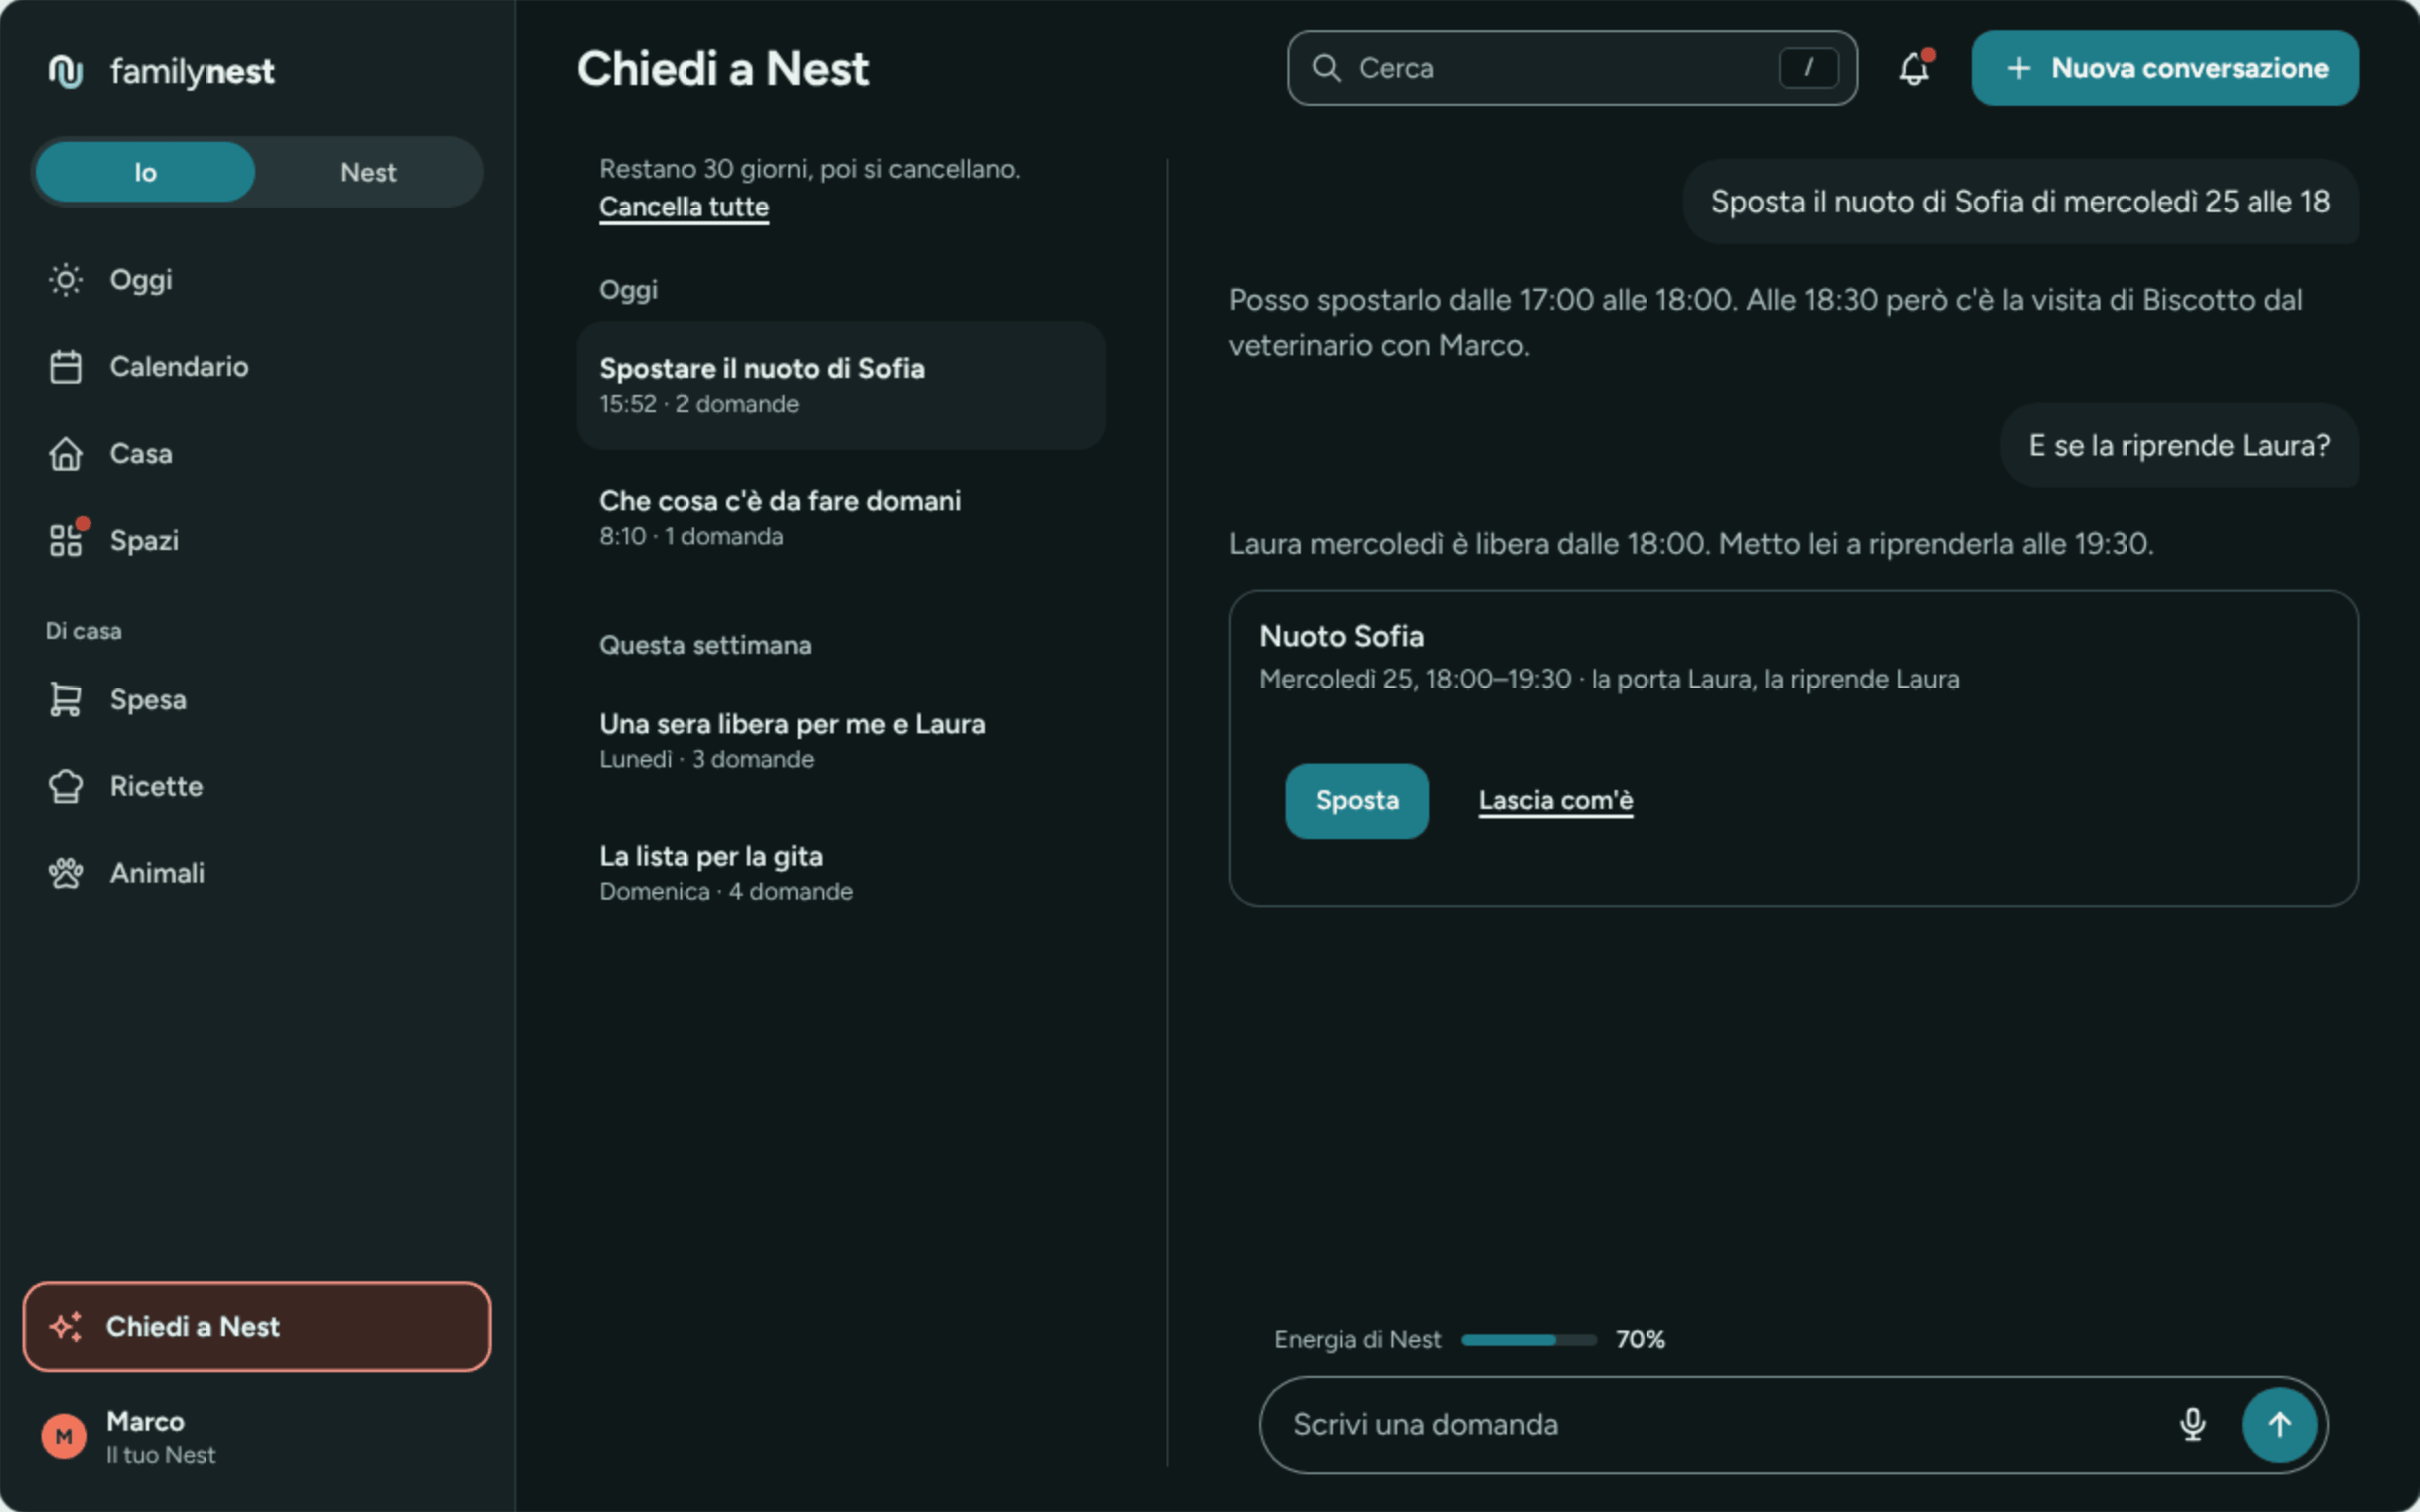 familynest
Io
Nest
Oggi
Calendario
Casa
Spazi
Di casa
Spesa
Ricette
Animali
Chiedi a Nest
M
Marco
Il tuo Nest
Chiedi a Nest
Cerca
/
+ Nuova conversazione
Restano 30 giorni, poi si cancellano.
Cancella tutte
Oggi
Spostare il nuoto di Sofia
15:52 · 2 domande
Che cosa c'è da fare domani
8:10 · 1 domanda
Questa settimana
Una sera libera per me e Laura
Lunedì · 3 domande
La lista per la gita
Domenica · 4 domande
Sposta il nuoto di Sofia di mercoledì 25 alle 18
Posso spostarlo dalle 17:00 alle 18:00. Alle 18:30 però c'è la visita di Biscotto dal
veterinario con Marco.
E se la riprende Laura?
Laura mercoledì è libera dalle 18:00. Metto lei a riprenderla alle 19:30.
Nuoto Sofia
Mercoledì 25, 18:00–19:30 · la porta Laura, la riprende Laura
Sposta
Lascia com'è
Energia di Nest
70%
Scrivi una domanda